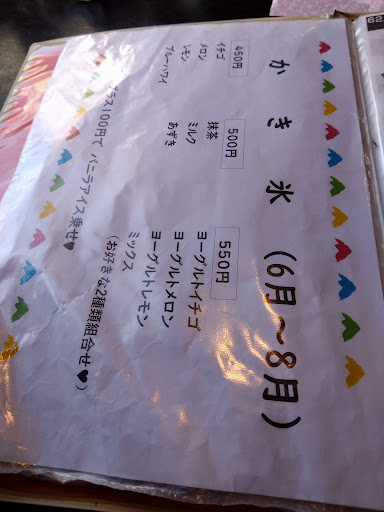 かき氷（6月～8月）
450円
イチゴ
メロン
レモン
ブルーハワイ
500円
抹茶
ミルク
あずき
550円
ヨーグルトイチゴ
ヨーグルトメロン
ヨーグルトレモン
ミックス
（お好きな2種類組合せ♥）
プラス100円で バニラアイス乗せ♥
62